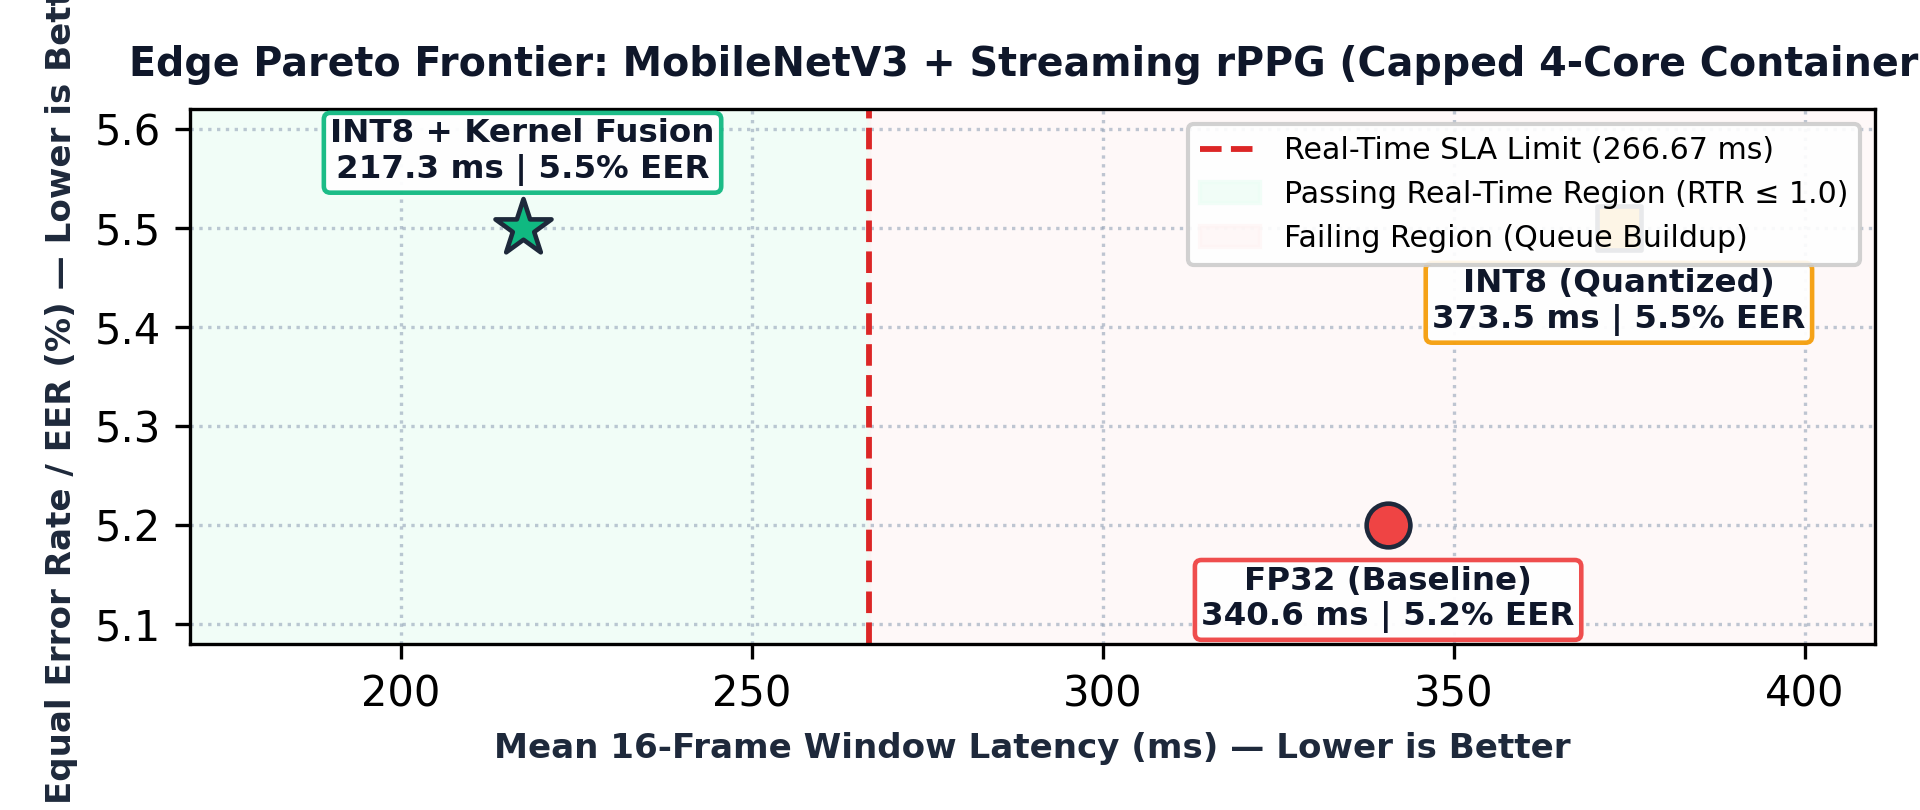 Edge Pareto Frontier: MobileNetV3 + Streaming rPPG (Capped 4-Core Container
Equal Error Rate / EER (%) — Lower is Bet
5.6
5.5
5.4
5.3
5.2
5.1
INT8 + Kernel Fusion
217.3 ms | 5.5% EER
Real-Time SLA Limit (266.67 ms)
Passing Real-Time Region (RTR ≤ 1.0)
Failing Region (Queue Buildup)
INT8 (Quantized)
373.5 ms | 5.5% EER
FP32 (Baseline)
340.6 ms | 5.2% EER
200
250
300
350
400
Mean 16-Frame Window Latency (ms) — Lower is Better